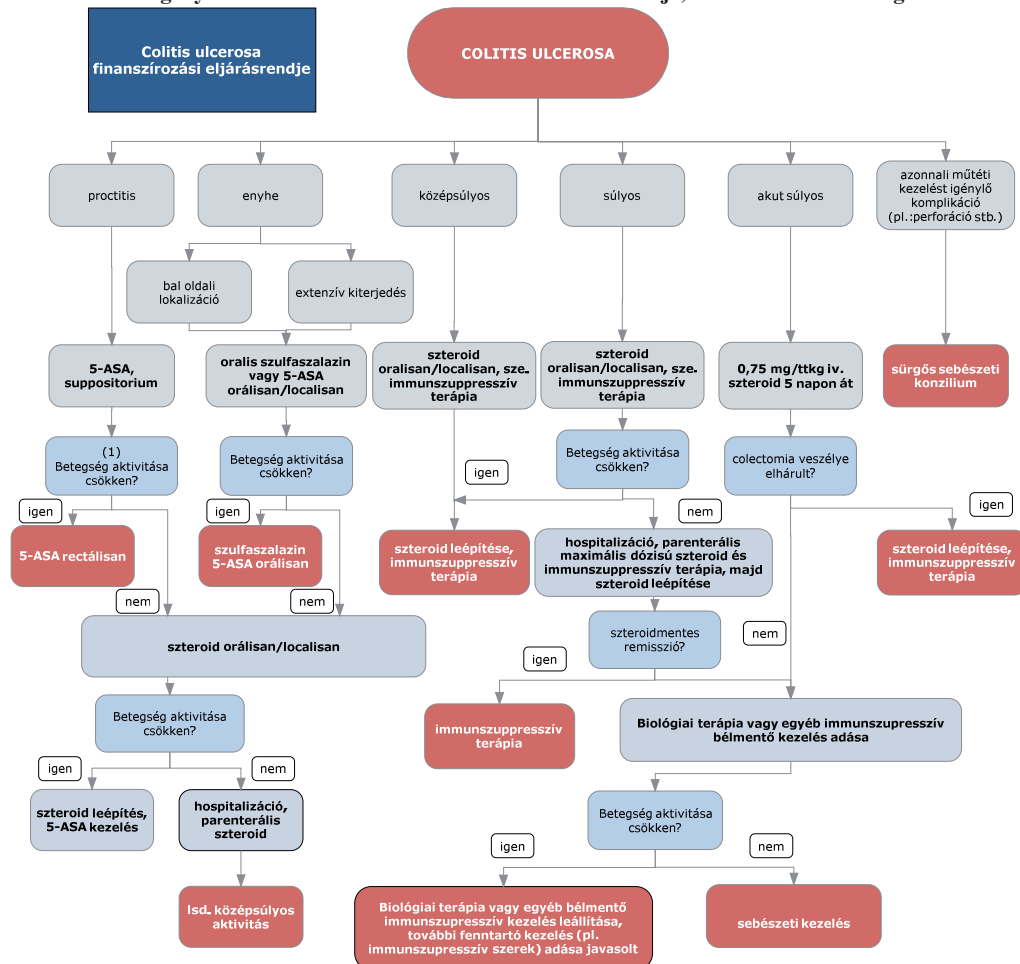 Colitis ulcerosa
finanszírozási eljárásrendje
COLITIS ULCEROSA
proctitis
enyhe
középsúlyos
súlyos
akut súlyos
azonnali műtéti
kezelést igénylő
komplikáció
(pl.:perforáció stb.)
bal oldali
lokalizáció
extenzív kiterjedés
5-ASA,
suppositorium
oralis szulfaszalazin
vagy 5-ASA
orálisan/localisan
szteroid
oralisan/localisan, sze.
immunszuppresszív
terápia
szteroid
oralisan/localisan, sze.
immunszuppresszív
terápia
0,75 mg/ttkg iv.
szteroid 5 napon át
sürgős sebészeti
konzilium
(1)
Betegség aktivitása
csökken?
Betegség aktivitása
csökken?
Betegség aktivitása
csökken?
colectomia veszélye
elhárult?
igen
igen
igen
nem
igen
5-ASA rectálisan
szulfaszalazin
5-ASA orálisan
szteroid leépítése,
immunszuppresszív
terápia
hospitalizáció, parenterális
maximális dózisú szteroid és
immunszuppresszív terápia, majd
szteroid leépítése
szteroid leépítése,
immunszuppresszív
terápia
nem
nem
nem
szteroid orálisan/localisan
szteroidmentes
remisszió?
igen
Betegség aktivitása
csökken?
immunszuppresszív
terápia
Biológiai terápia vagy egyéb immunszupresszív
bélmentő kezelés adása
igen
nem
szteroid leépítés,
5-ASA kezelés
hospitalizáció,
parenterális
szteroid
Betegség aktivitása
csökken?
igen
nem
lsd. középsúlyos
aktivitás
Biológiai terápia vagy egyéb bélmentő
immunszupresszív kezelés leállítása,
további fenntartó kezelés (pl.
immunszupresszív szerek) adása javasolt
sebészeti kezelés